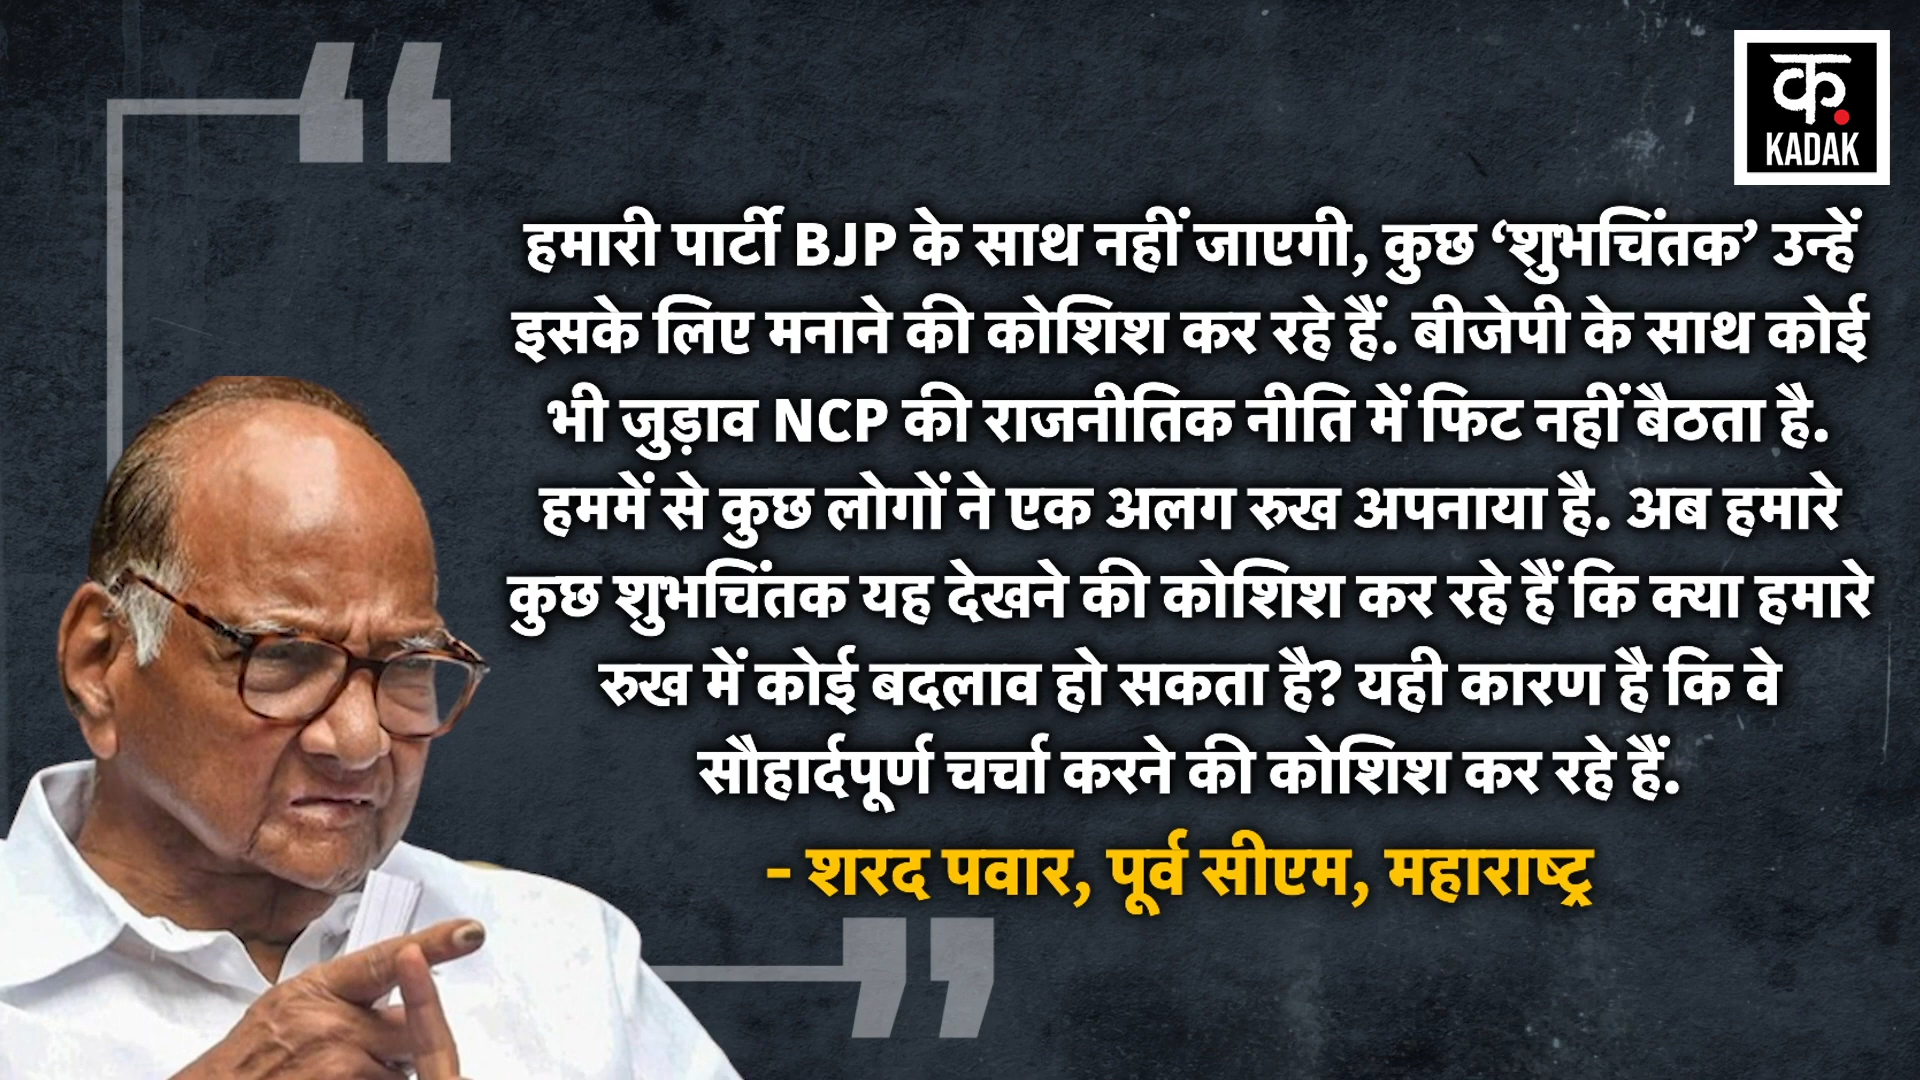 क.
KADAK
हमारी पार्टी BJP के साथ नहीं जाएगी, कुछ ‘शुभचिंतक’ उन्हें
इसके लिए मनाने की कोशिश कर रहे हैं. बीजेपी के साथ कोई
भी जुड़ाव NCP की राजनीतिक नीति में फिट नहीं बैठता है.
हममें से कुछ लोगों ने एक अलग रुख अपनाया है. अब हमारे
कुछ शुभचिंतक यह देखने की कोशिश कर रहे हैं कि क्या हमारे
रुख में कोई बदलाव हो सकता है? यही कारण है कि वे
सौहार्दपूर्ण चर्चा करने की कोशिश कर रहे हैं.
- शरद पवार, पूर्व सीएम, महाराष्ट्र